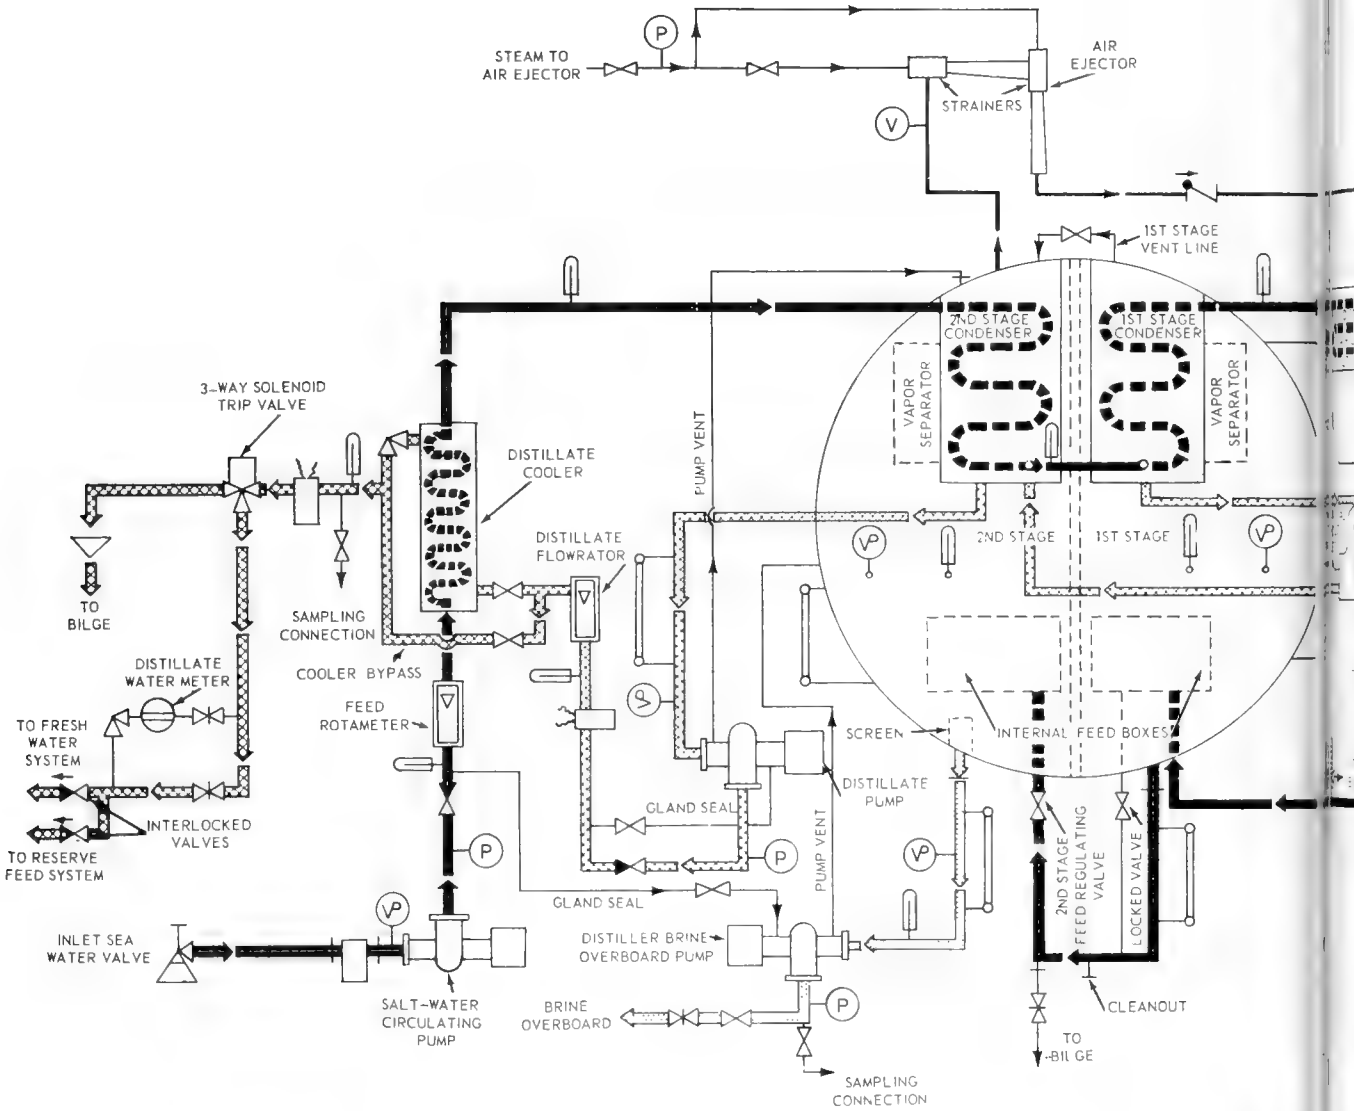 P
STEAM TO
AIR EJECTOR
AIR
EJECTOR
STRAINERS
V
1ST STAGE
VENT LINE
2ND STAGE
CONDENSER
1ST STAGE
CONDENSER
VAPOR
SEPARATOR
VAPOR
SEPARATOR
3-WAY SOLENOID
TRIP VALVE
PUMP VENT
DISTILLATE
COOLER
DISTILLATE
FLOWRATOR
2ND STAGE
1ST STAGE
VP
VP
TO
BILGE
SAMPLING
CONNECTION
COOLER BYPASS
DISTILLATE
WATER METER
FEED
ROTAMETER
VP
TO FRESH
WATER
SYSTEM
SCREEN
INTERNAL FEED BOXES
DISTILLATE
PUMP
GLAND SEAL
INTERLOCKED
VALVES
TO RESERVE
FEED SYSTEM
P
P
PUMP VENT
VP
2ND STAGE
FEED REGULATING
VALVE
LOCKED VALVE
GLAND SEAL
VP
INLET SEA
WATER VALVE
DISTILLER BRINE
OVERBOARD PUMP
SALT-WATER
CIRCULATING
PUMP
BRINE
OVERBOARD
P
CLEANOUT
TO
BILGE
SAMPLING
CONNECTION